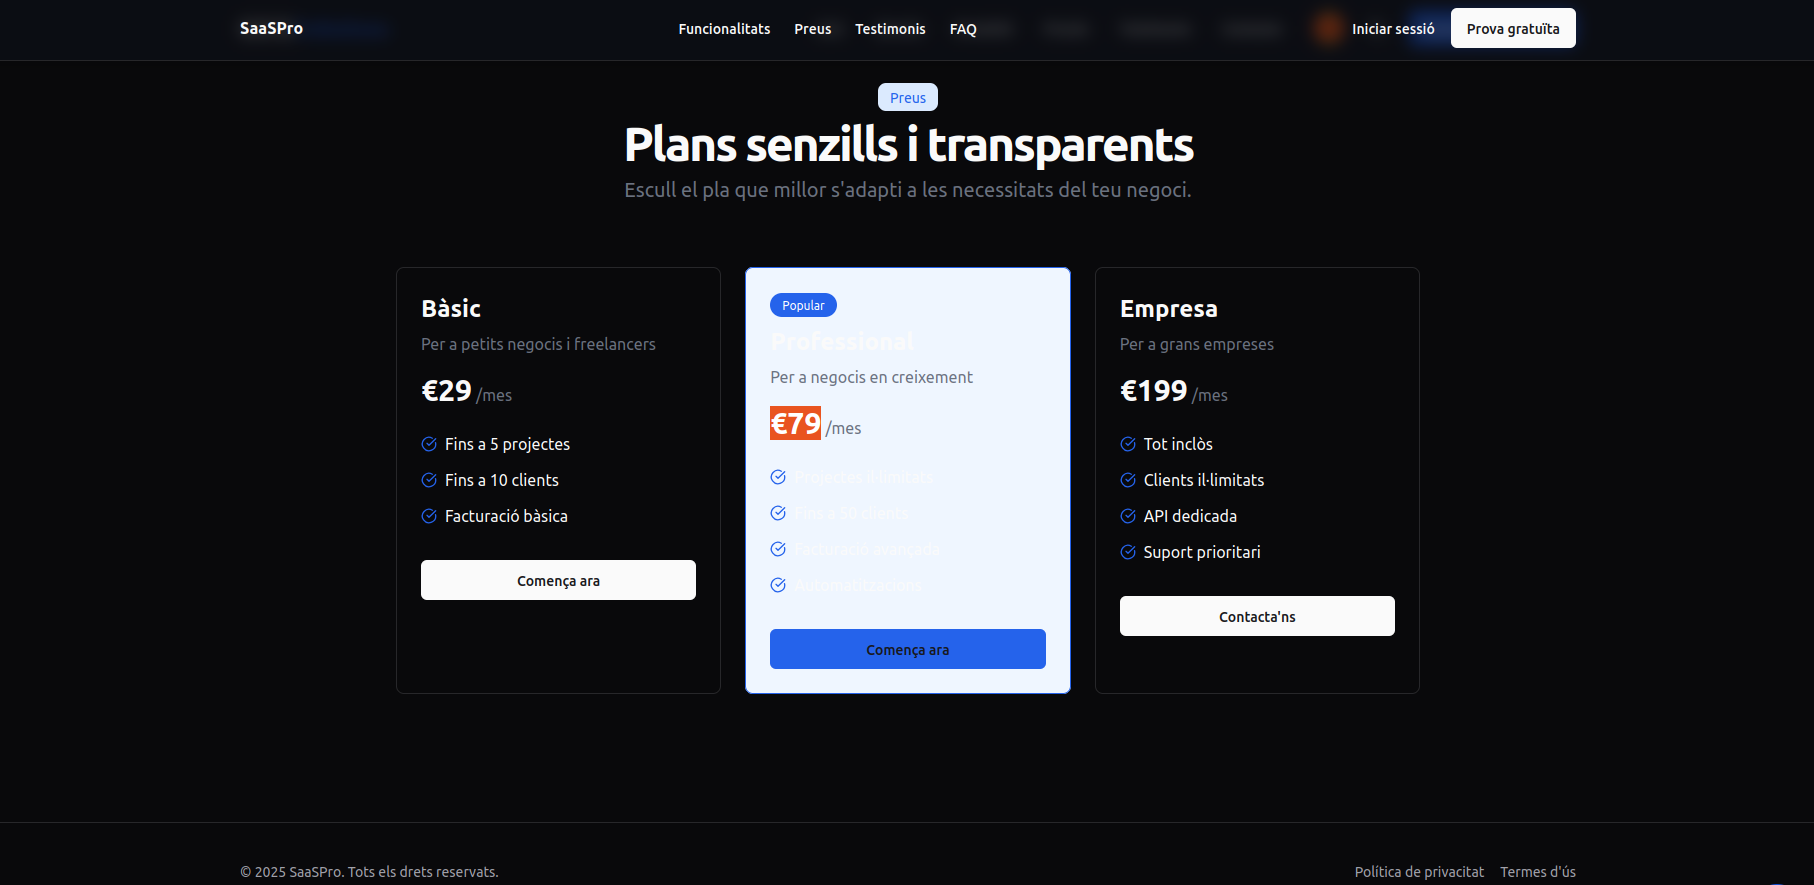 SaaSPro
Funcionalitats Preus Testimonis FAQ Iniciar sessió Prova gratuïta
Preus
Plans senzills i transparents
Escull el pla que millor s'adapti a les necessitats del teu negoci.
Bàsic
Per a petits negocis i freelancers
€29 /mes
Fins a 5 projectes
Fins a 10 clients
Facturació bàsica
Comença ara
Popular
Professional
Per a negocis en creixement
€79 /mes
Projectes il·limitats
Fins a 50 clients
Facturació avançada
Automatitzacions
Comença ara
Empresa
Per a grans empreses
€199 /mes
Tot inclòs
Clients il·limitats
API dedicada
Suport prioritari
Contacta'ns
© 2025 SaaSPro. Tots els drets reservats.
Política de privacitat Termes d'ús